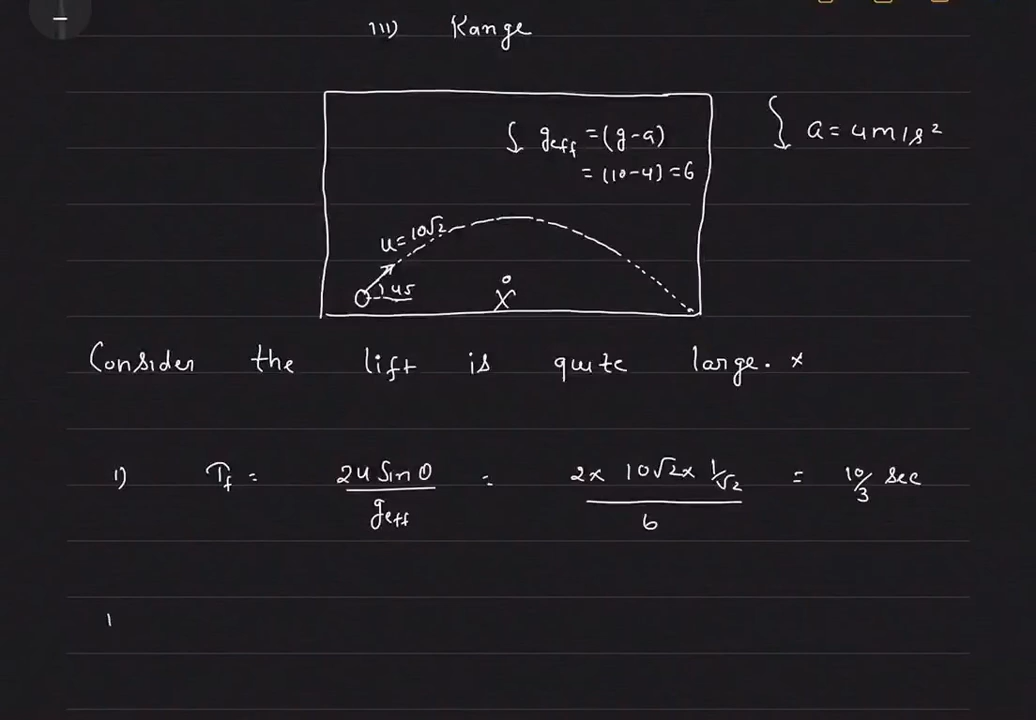 III) Range
g_eff = (g-a)
= (10-4) = 6
a = 4m/s²
u = 10√2
45
X
Consider the lift is quite large. *
1) T_f = 2u Sin θ / g_eff = 2 x 10√2 x 1/√2 / 6 = 10/3 sec